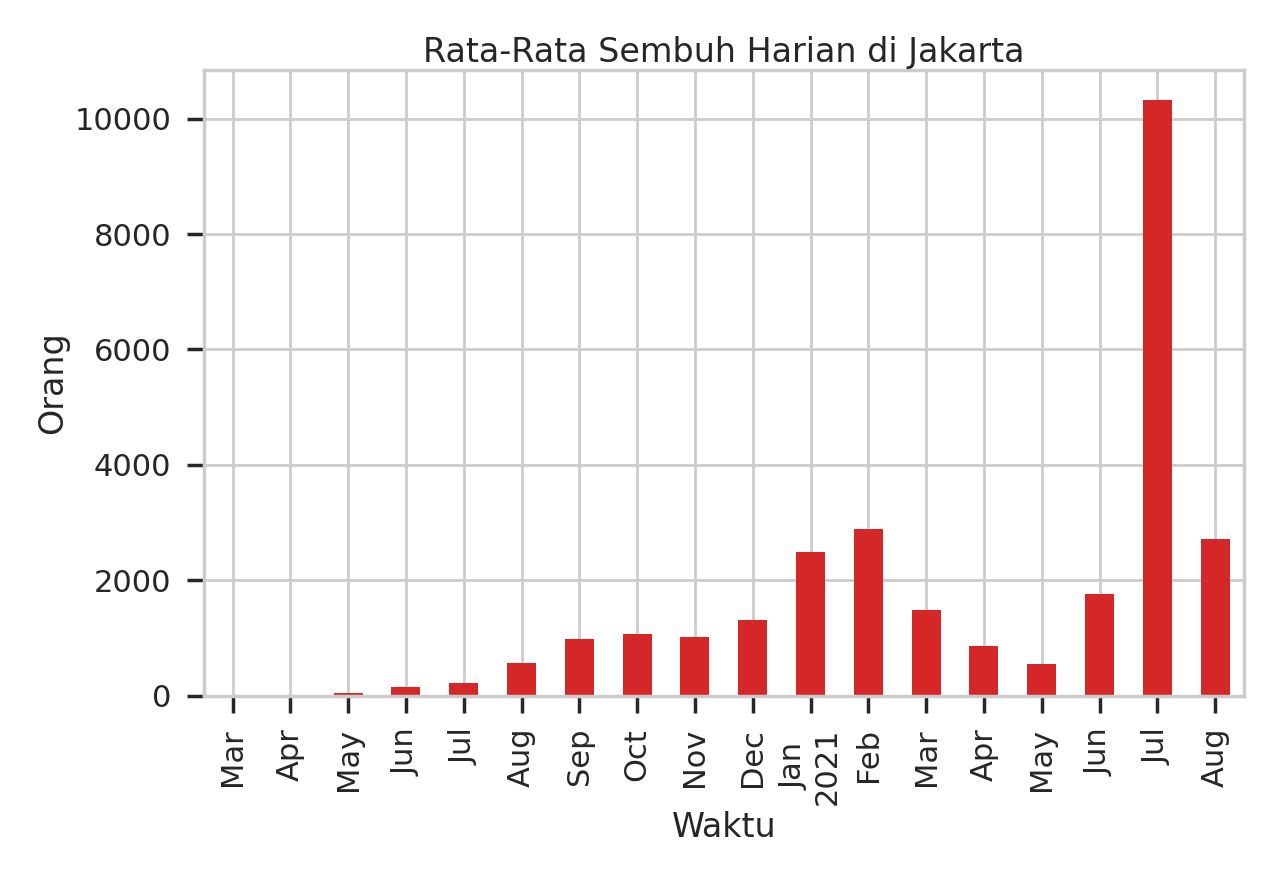 Rata-Rata Sembuh Harian di Jakarta
10000
8000
6000
4000
2000
0
Orang
Mar
Apr
May
Jun
Jul
Aug
Sep
Oct
Nov
Dec
Jan
2021
Feb
Mar
Apr
May
Jun
Jul
Aug
Waktu